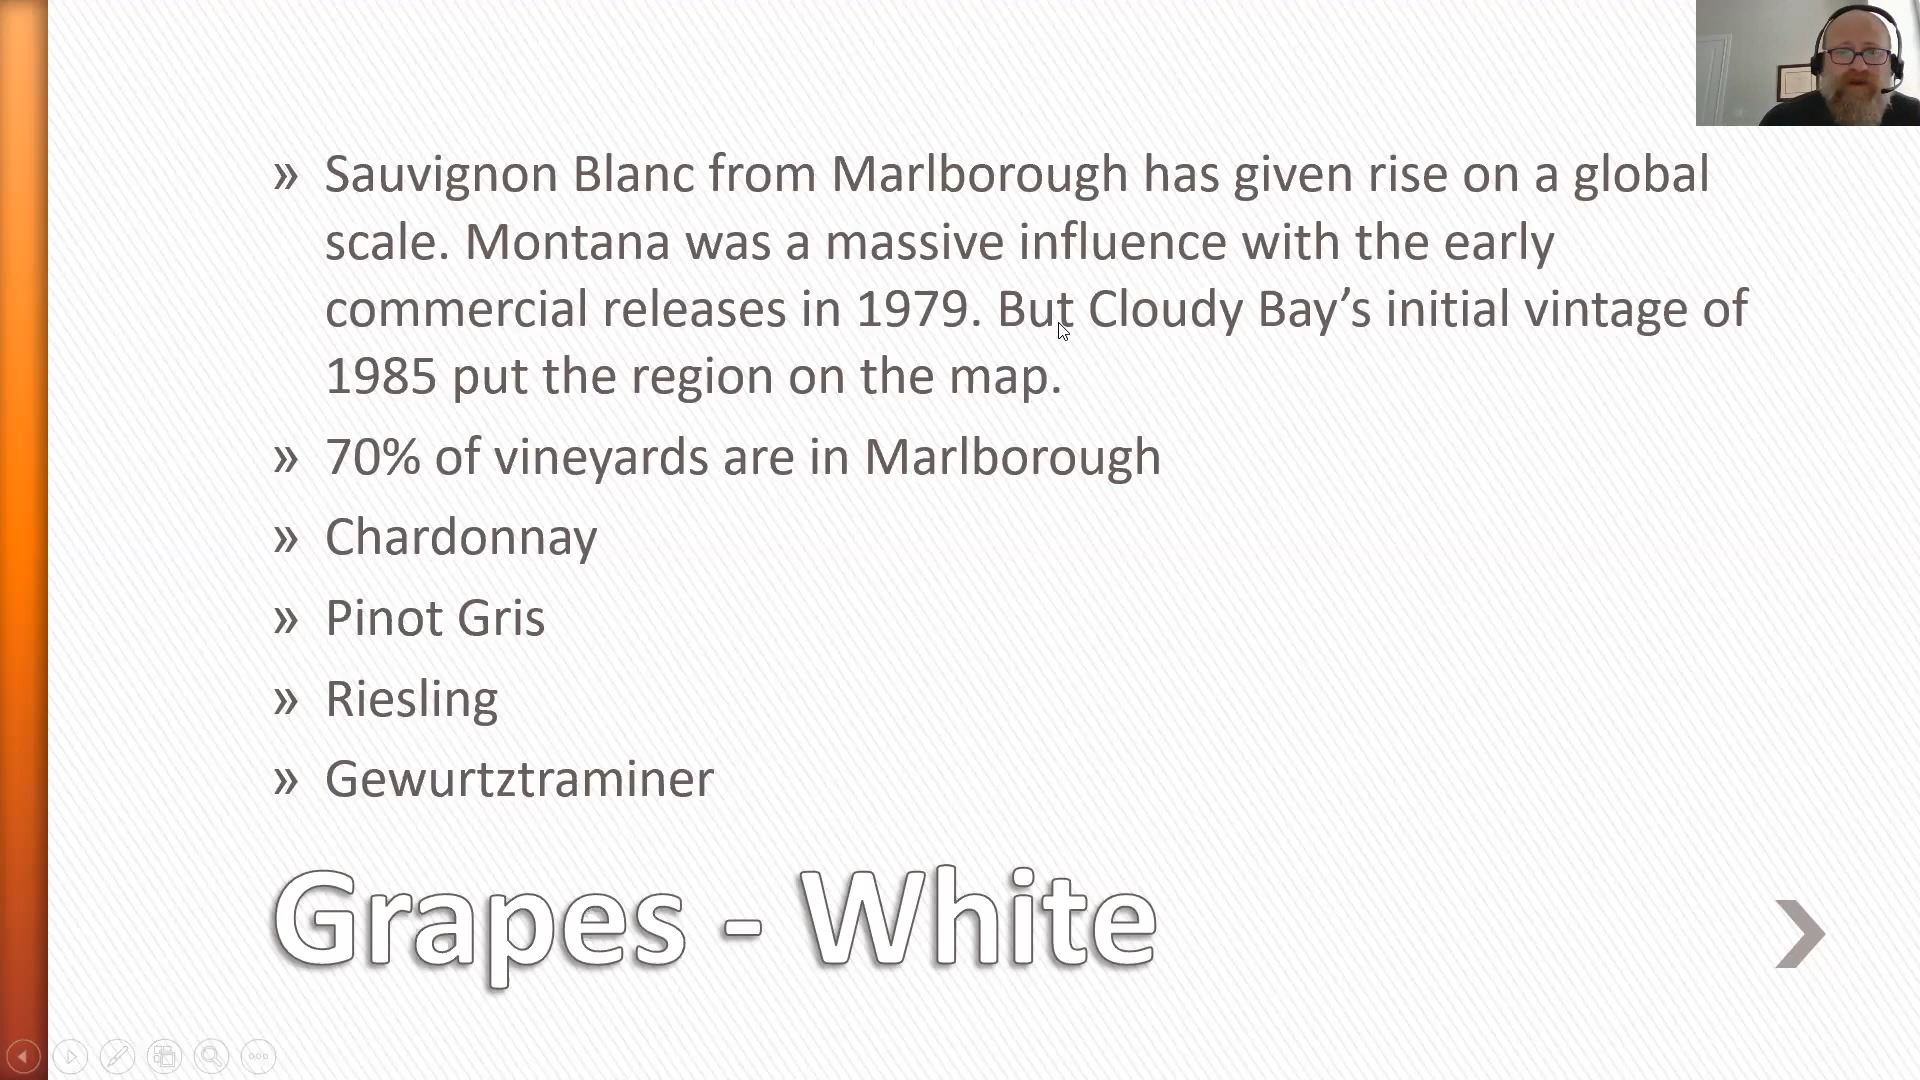 » Sauvignon Blanc from Marlborough has given rise on a global
scale. Montana was a massive influence with the early
commercial releases in 1979. But Cloudy Bay’s initial vintage of
1985 put the region on the map.
» 70% of vineyards are in Marlborough
» Chardonnay
» Pinot Gris
» Riesling
» Gewurtztraminer
Grapes - White